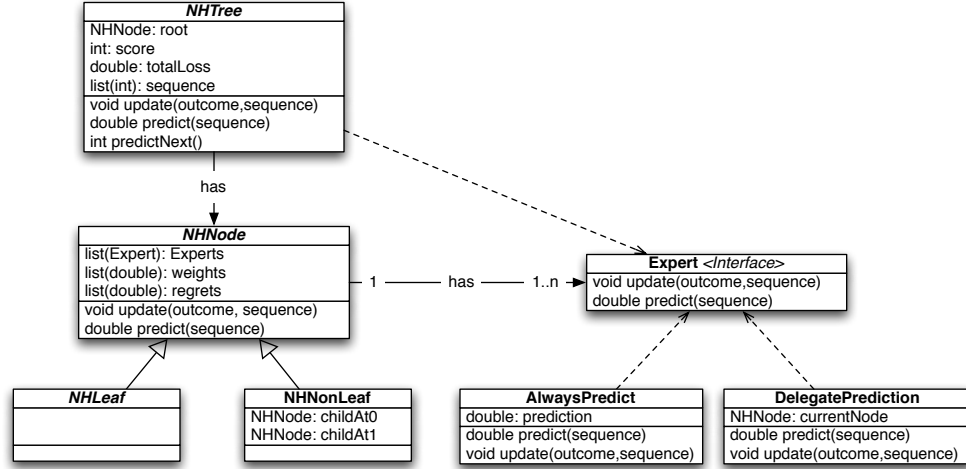 NHTree
NHNode: root
int: score
double: totalLoss
list(int): sequence
void update(outcome,sequence)
double predict(sequence)
int predictNext()
has
NHNode
list(Expert): Experts
list(double): weights
list(double): regrets
void update(outcome, sequence)
double predict(sequence)
1 has 1..n
Expert <Interface>
void update(outcome,sequence)
double predict(sequence)
NHLeaf
NHNonLeaf
NHNode: childAt0
NHNode: childAt1
AlwaysPredict
double: prediction
double predict(sequence)
void update(outcome,sequence)
DelegatePrediction
NHNode: currentNode
double predict(sequence)
void update(outcome,sequence)